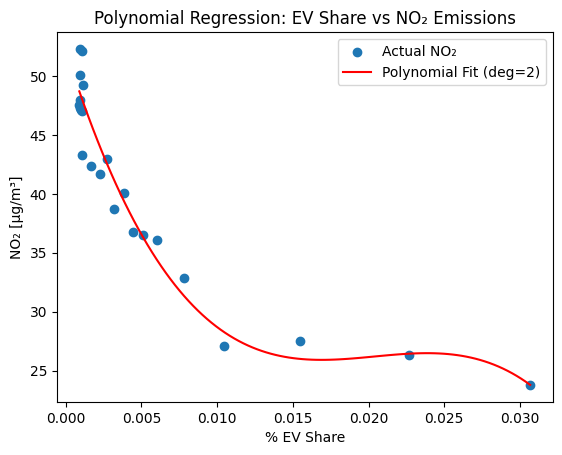 Polynomial Regression: EV Share vs NO₂ Emissions
Actual NO₂
Polynomial Fit (deg=2)
NO₂ [µg/m³]
50
45
40
35
30
25
0.000 0.005 0.010 0.015 0.020 0.025 0.030
% EV Share